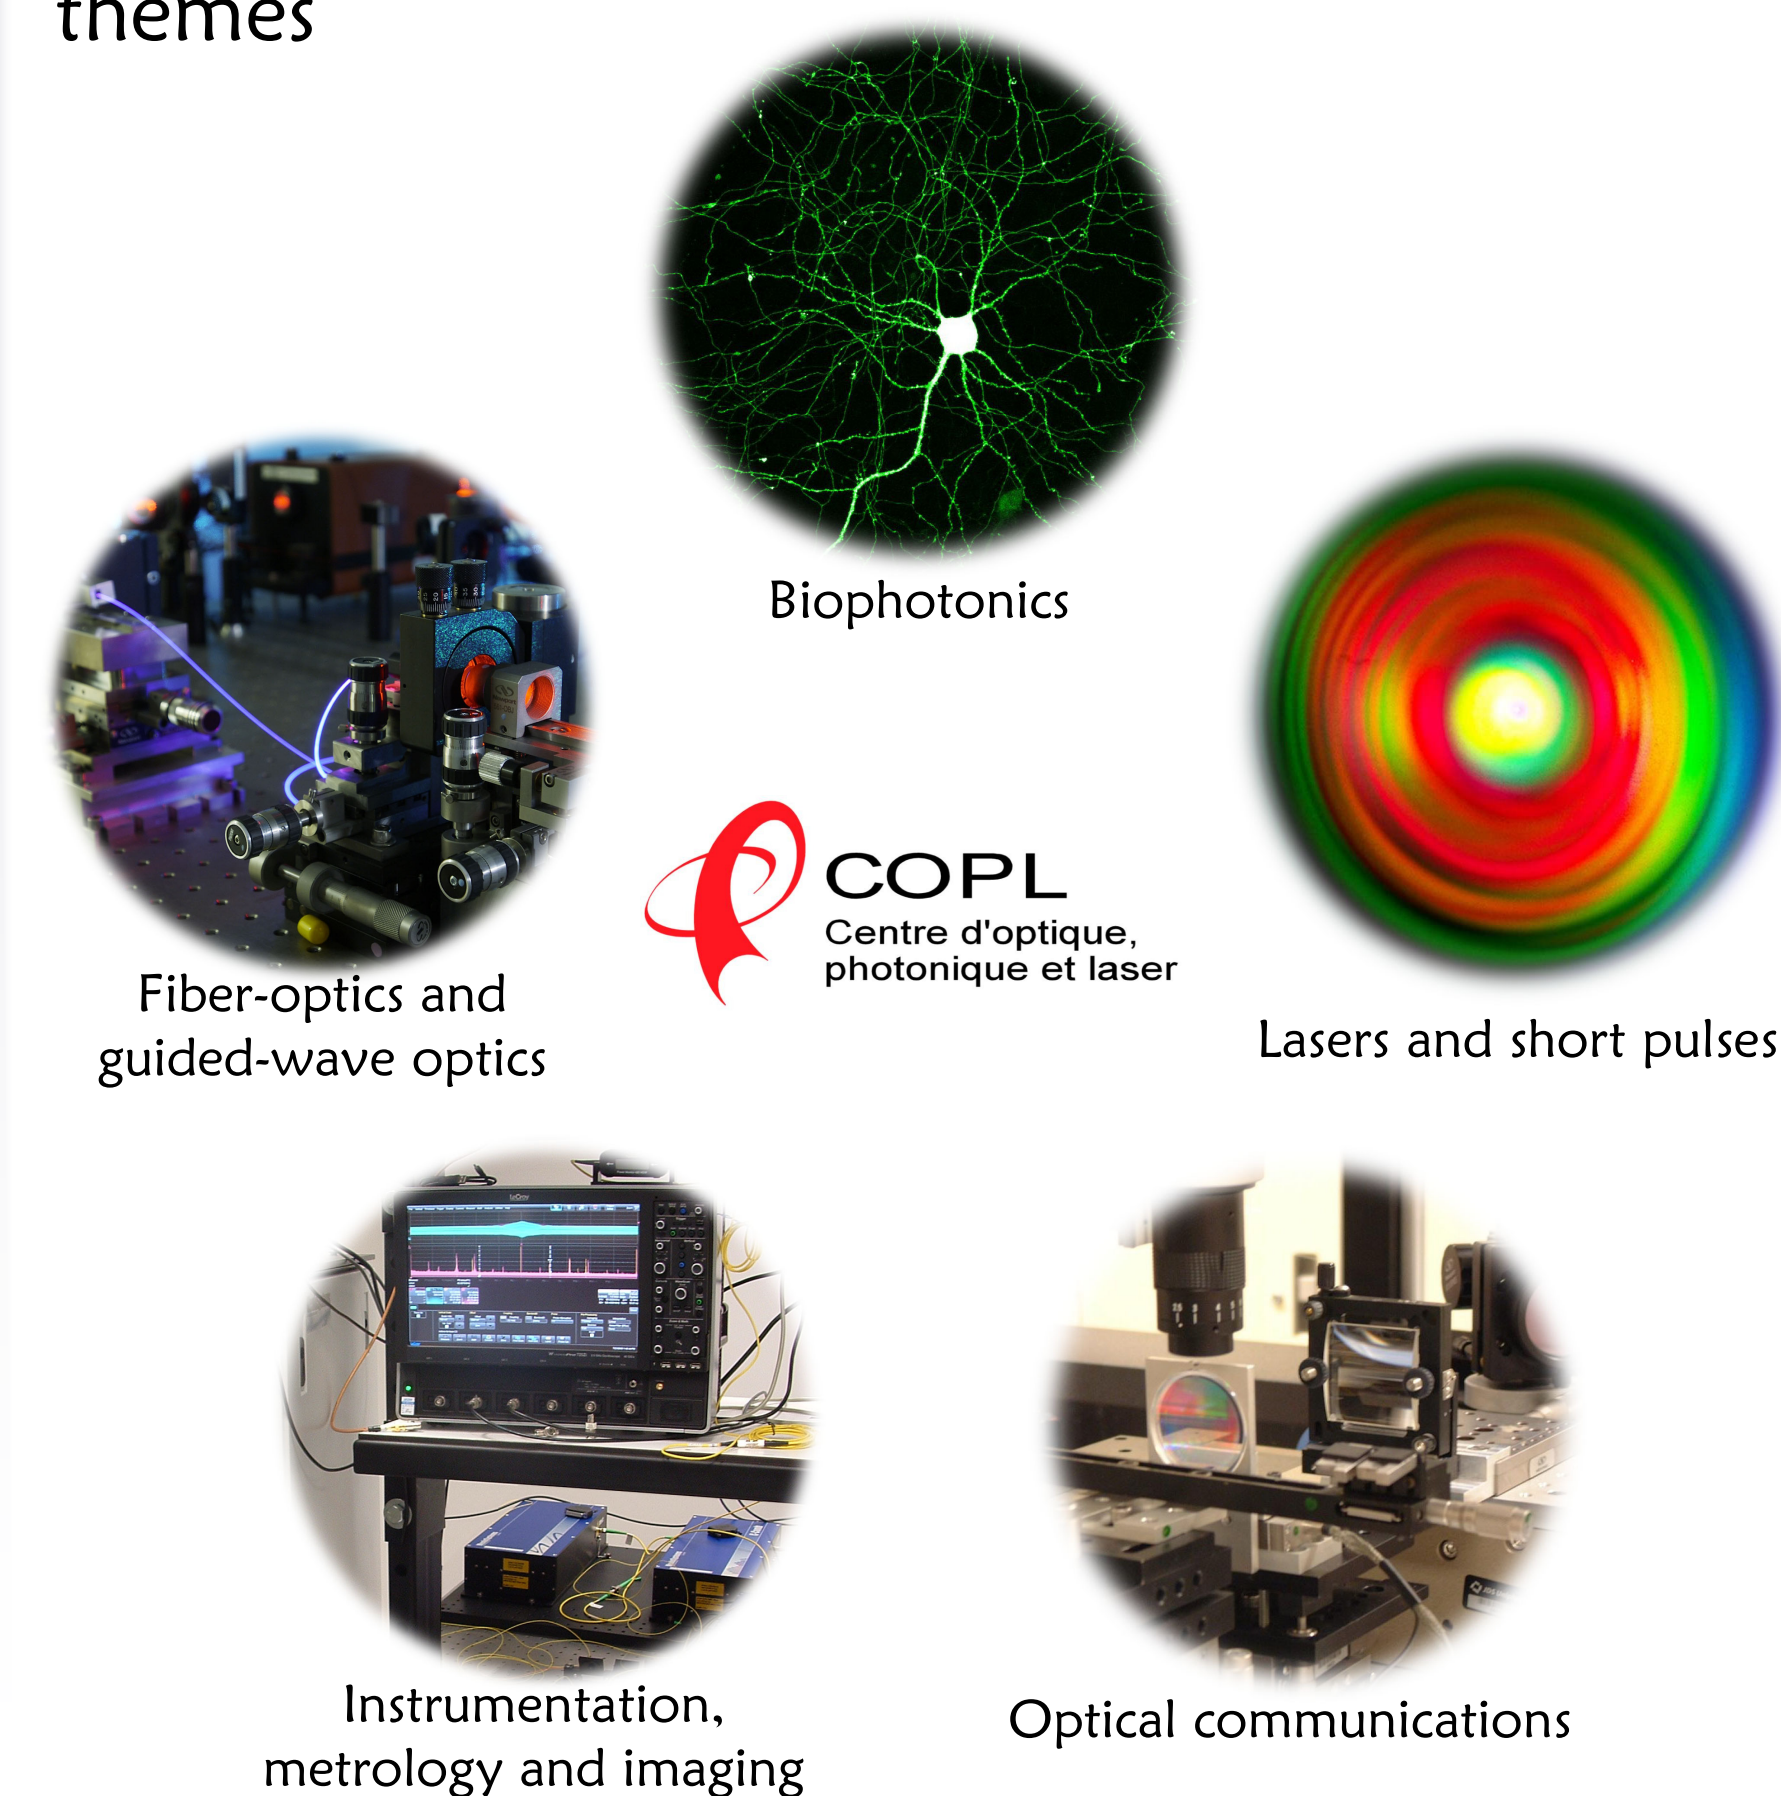 themes
Biophotonics
Fiber-optics and
guided-wave optics
COPL
Centre d'optique,
photonique et laser
Lasers and short pulses
Instrumentation,
metrology and imaging
Optical communications